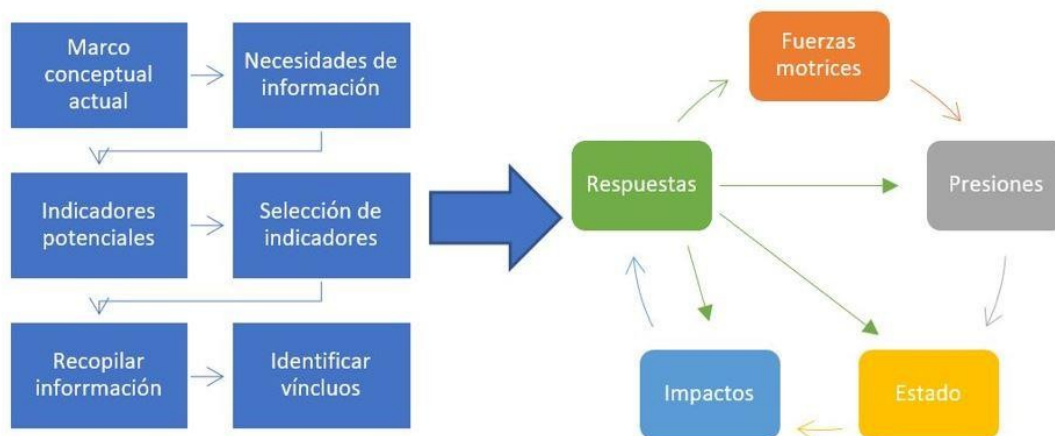 Marco
conceptual
actual
Necesidades de
información
Indicadores
potenciales
Selección de
indicadores
Recopilar
inforrmación
Identificar
víncluos
Fuerzas
motrices
Respuestas
Presiones
Impactos
Estado